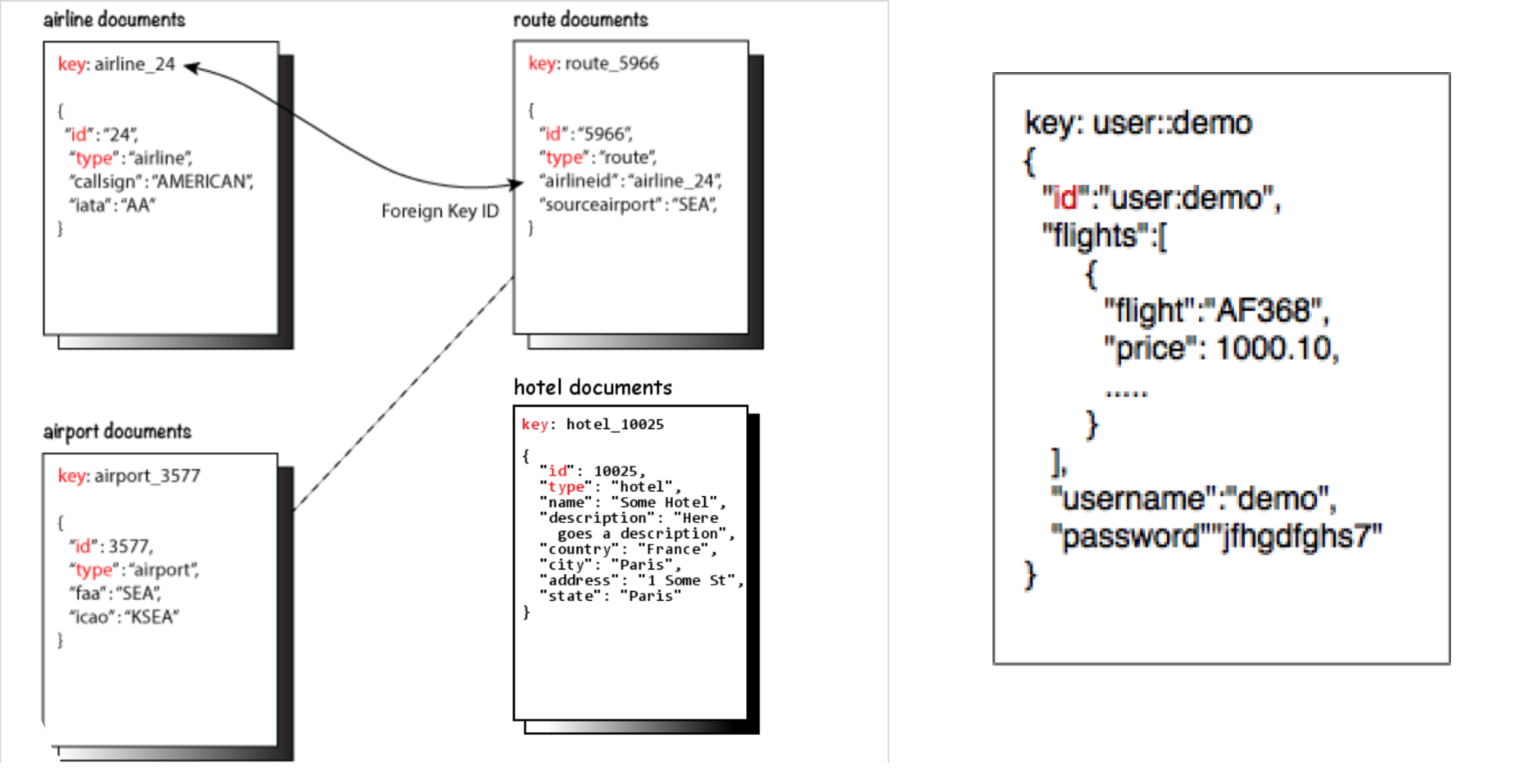 airline documents
key: airline_24
{
"id":"24",
"type":"airline",
"callsign":"AMERICAN",
"iata":"AA"
}
route documents
key: route_5966
{
"id":"5966",
"type":"route",
"airlineid":"airline_24",
"sourceairport":"SEA",
}
Foreign Key ID
airport documents
key: airport_3577
{
"id": 3577,
"type":"airport",
"faa":"SEA",
"icao":"KSEA"
}
hotel documents
key: hotel_10025
{
"id": 10025,
"type": "hotel",
"name": "Some Hotel",
"description": "Here
goes a description",
"country": "France",
"city": "Paris",
"address": "1 Some St",
"state": "Paris"
}
key: user::demo
{
"id":"user:demo",
"flights":[
{
"flight":"AF368",
"price": 1000.10,
.....
}
],
"username":"demo",
"password""jfhgdfghs7"
}